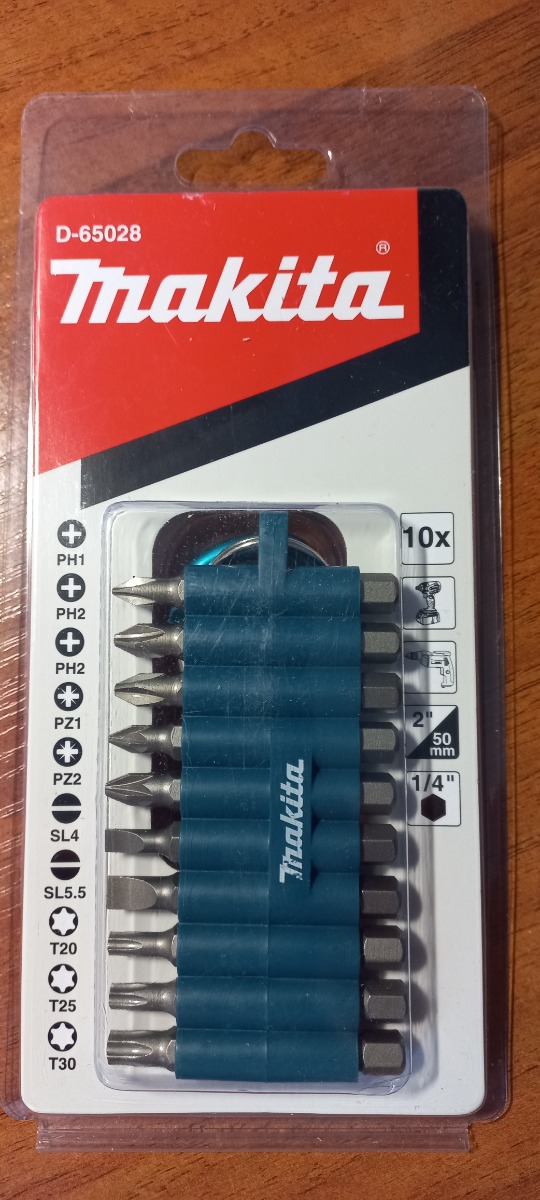 D-65028
makita®
PH1
PH2
PH2
PZ1
PZ2
SL4
SL5.5
T20
T25
T30
10x
2"
50
mm
1/4"
makita